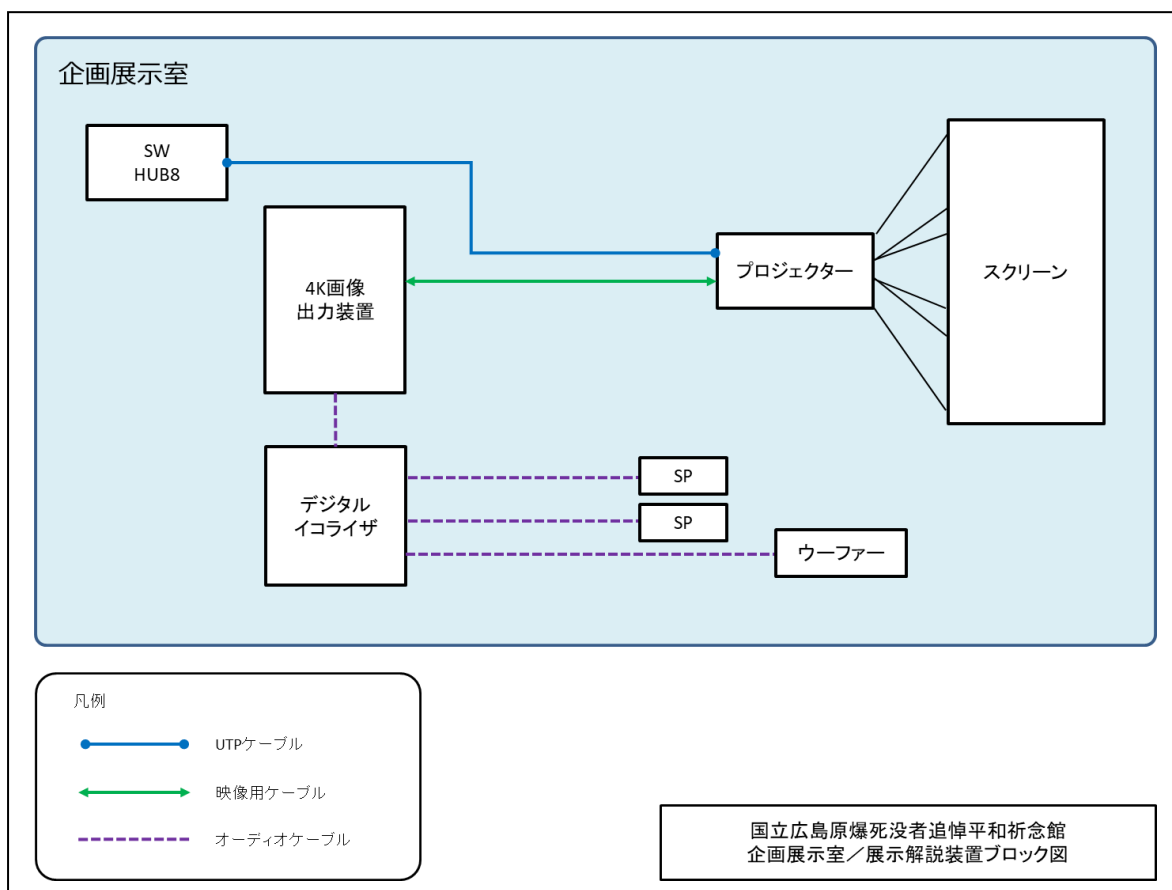 企画展示室
SW
HUB8
4K画像
出力装置
プロジェクター
スクリーン
デジタル
イコライザ
SP
SP
ウーファー
凡例
UTPケーブル
映像用ケーブル
オーディオケーブル
国立広島原爆死没者追悼平和祈念館
企画展示室／展示解説装置ブロック図